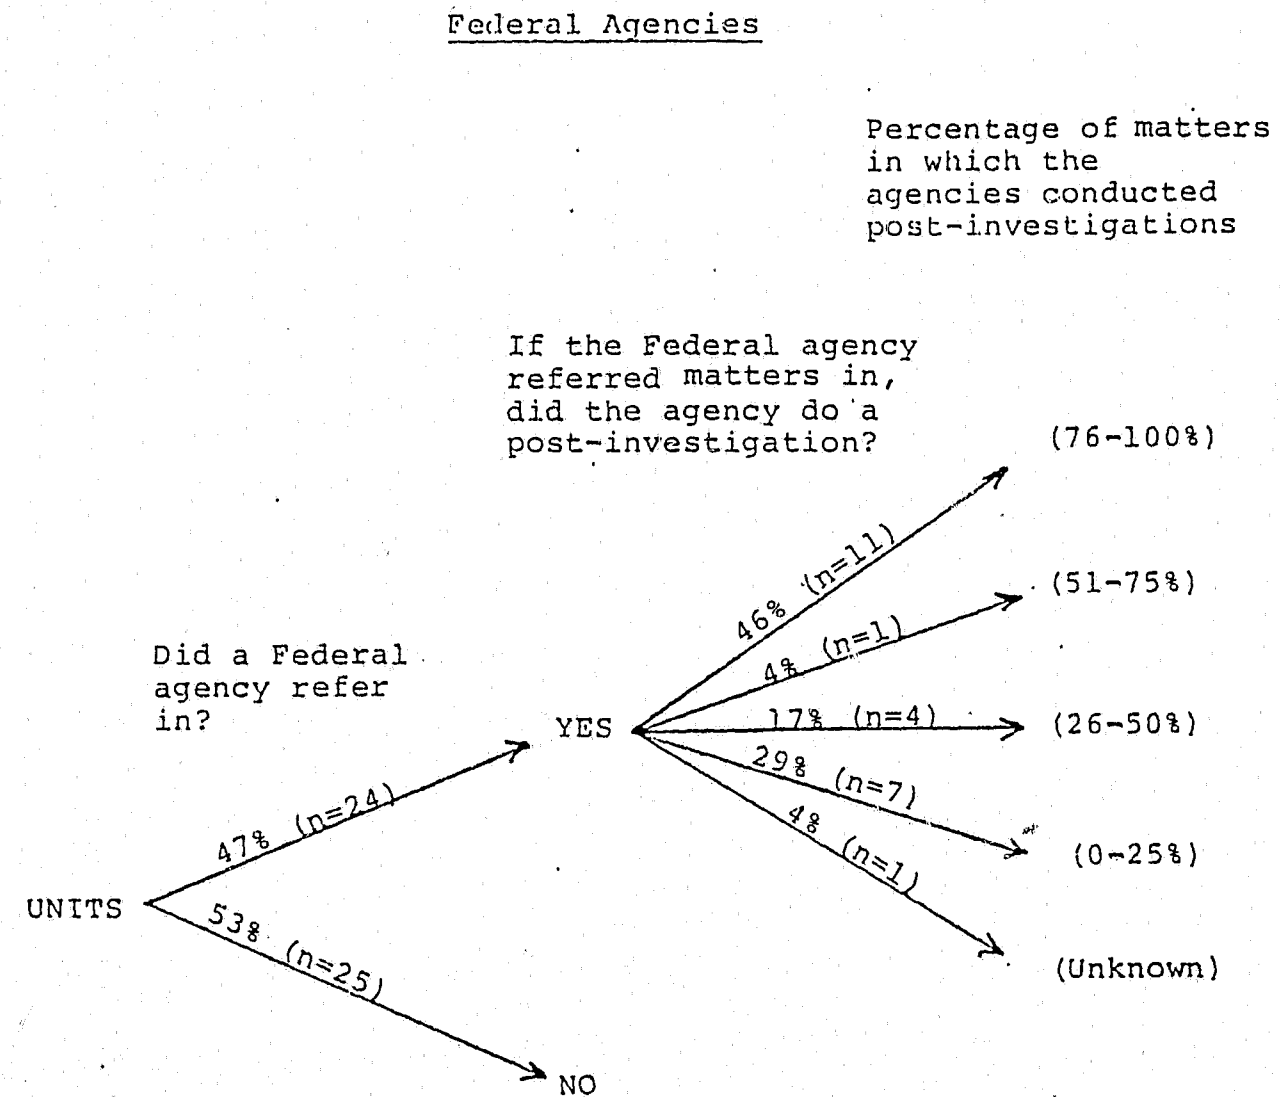 Federal Agencies
Percentage of matters
in which the
agencies conducted
post-investigations
If the Federal agency
referred matters in,
did the agency do a
post-investigation?
(76-100%)
46% (n=11)
(51-75%)
4% (n=1)
Did a Federal
agency refer
in?
YES
17% (n=4)
(26-50%)
29% (n=7)
47% (n=24)
4% (n=1)
(0-25%)
UNITS
53% (n=25)
(Unknown)
NO